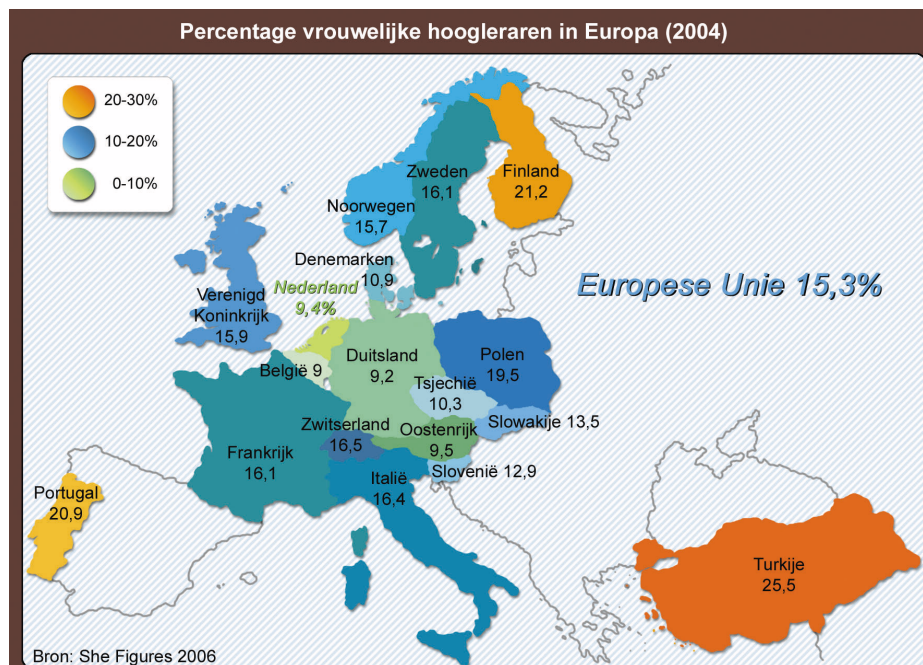 Percentage vrouwelijke hoogleraren in Europa (2004)
20-30%
10-20%
0-10%
Zweden
16,1
Finland
21,2
Noorwegen
15,7
Denemarken
10,9
Nederland
9,4%
Europese Unie 15,3%
Verenigd
Koninkrijk
15,9
België 9
Duitsland
9,2
Polen
19,5
Tsjechië
10,3
Slowakije 13,5
Zwitserland
16,5
Oostenrijk
9,5
Slovenië 12,9
Frankrijk
16,1
Italië
16,4
Portugal
20,9
Turkije
25,5
Bron: She Figures 2006